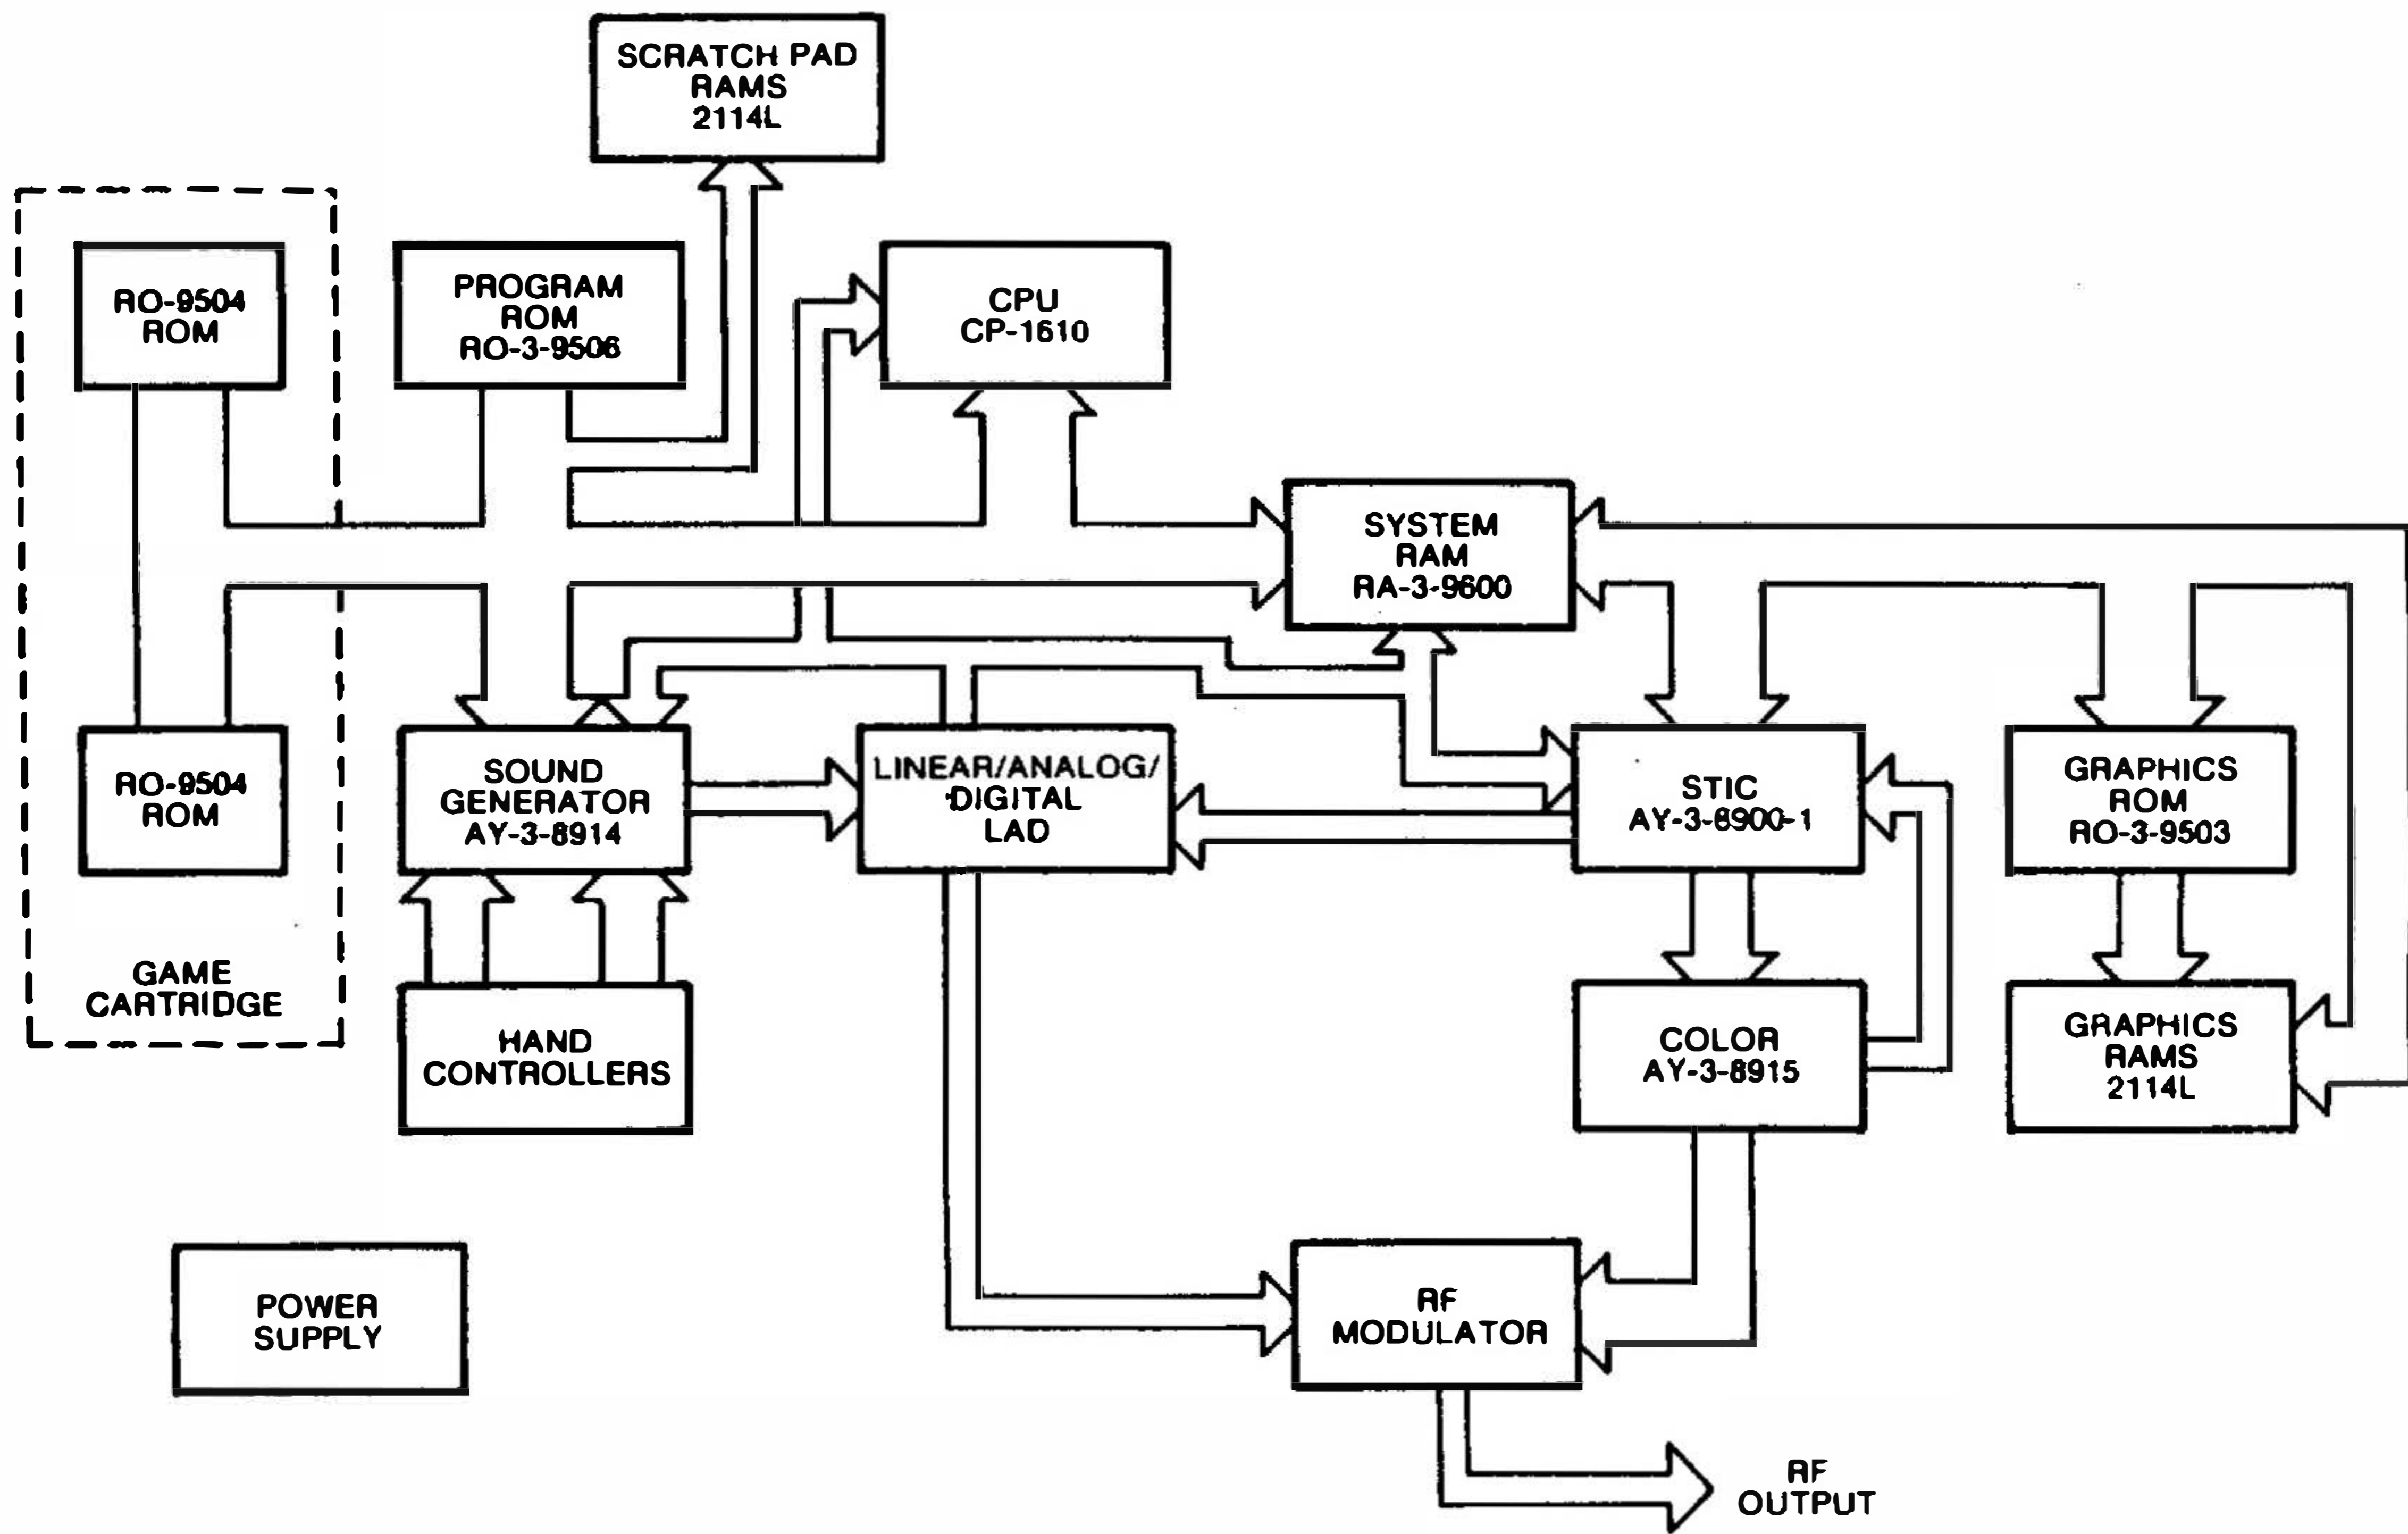 SCRATCH PAD
RAMS
2114L
RO-9504
ROM
PROGRAM
ROM
RO-3-9506
CPU
CP-1610
SYSTEM
RAM
RA-3-9600
RO-9504
ROM
SOUND
GENERATOR
AY-3-8914
LINEAR/ANALOG/
DIGITAL
LAD
STIC
AY-3-8900-1
GRAPHICS
ROM
RO-3-9503
GAME
CARTRIDGE
HAND
CONTROLLERS
COLOR
AY-3-8915
GRAPHICS
RAMS
2114L
POWER
SUPPLY
RF
MODULATOR
RF
OUTPUT